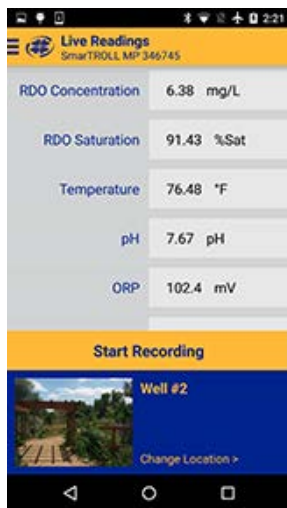 2:21
Live Readings
SmarTROLL MP 346745
RDO Concentration 6.38 mg/L
RDO Saturation 91.43 %Sat
Temperature 76.48 °F
pH 7.67 pH
ORP 102.4 mV
Start Recording
Well #2
Change Location >